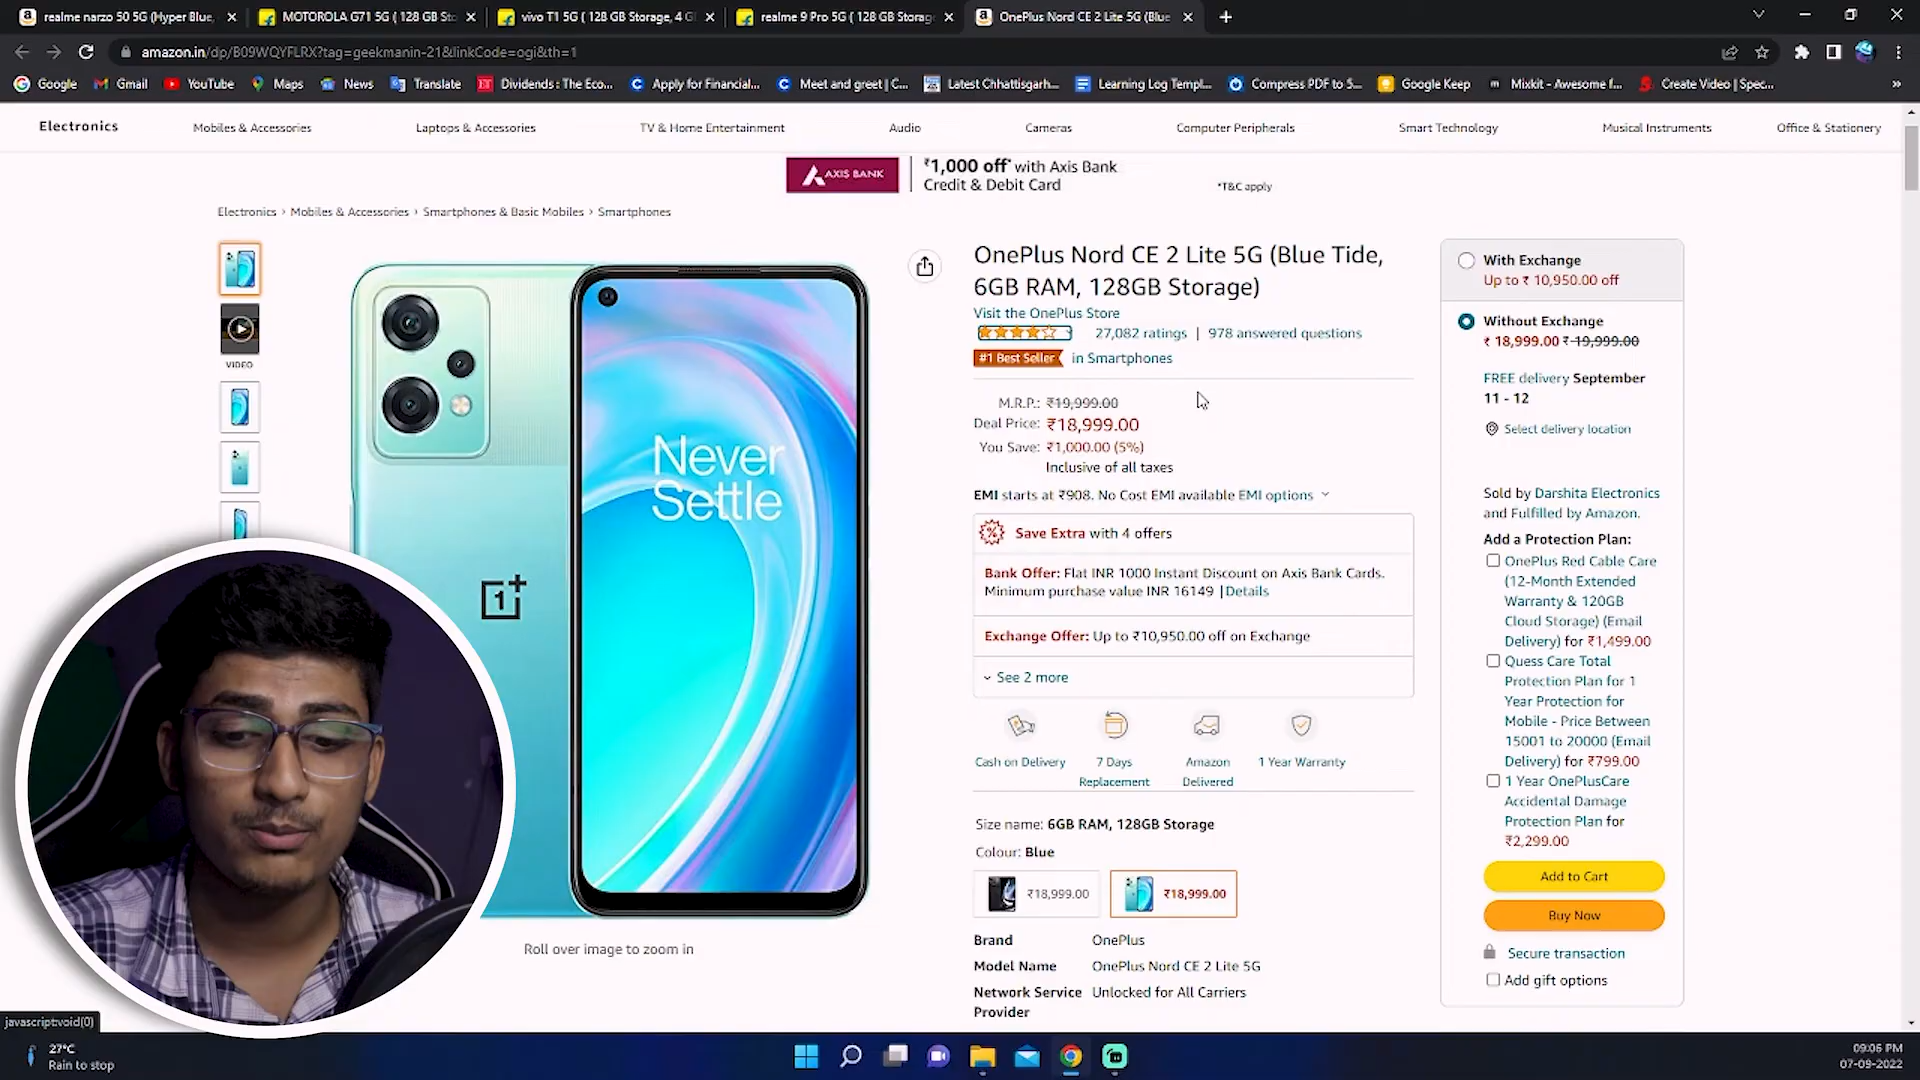 realme narzo 50 5G (Hyper Blue,
MOTOROLA G71 5G ( 128 GB Sto
vivo T1 5G ( 128 GB Storage, 4 G
realme 9 Pro 5G ( 128 GB Storage
OnePlus Nord CE 2 Lite 5G (Blue
amazon.in/dp/B09WQYFLRX?tag=geekmanin-21&linkCode=ogi&th=1
Google
Gmail
YouTube
Maps
News
Translate
Dividends : The Eco...
Apply for Financial...
Meet and greet | C...
Latest Chhattisgarh...
Learning Log Templ...
Compress PDF to 5...
Google Keep
Mixkit - Awesome f...
Create Video | Spec...
Electronics
Mobiles & Accessories
Laptops & Accessories
TV & Home Entertainment
Audio
Cameras
Computer Peripherals
Smart Technology
Musical Instruments
Office & Stationery
AXIS BANK
₹1,000 off* with Axis Bank
Credit & Debit Card
*T&C apply
Electronics › Mobiles & Accessories › Smartphones & Basic Mobiles › Smartphones
VIDEO
Never
Settle
1+
Roll over image to zoom in
OnePlus Nord CE 2 Lite 5G (Blue Tide,
6GB RAM, 128GB Storage)
Visit the OnePlus Store
27,082 ratings | 978 answered questions
#1 Best Seller in Smartphones
M.R.P.: ₹19,999.00
Deal Price: ₹18,999.00
You Save: ₹1,000.00 (5%)
Inclusive of all taxes
EMI starts at ₹908. No Cost EMI available EMI options
Save Extra with 4 offers
Bank Offer: Flat INR 1000 Instant Discount on Axis Bank Cards.
Minimum purchase value INR 16149 |Details
Exchange Offer: Up to ₹10,950.00 off on Exchange
See 2 more
Cash on Delivery
7 Days
Replacement
Amazon
Delivered
1 Year Warranty
Size name: 6GB RAM, 128GB Storage
Colour: Blue
₹18,999.00
₹18,999.00
Brand OnePlus
Model Name OnePlus Nord CE 2 Lite 5G
Network Service Unlocked for All Carriers
Provider
With Exchange
Up to ₹ 10,950.00 off
Without Exchange
₹ 18,999.00 ₹ 19,999.00
FREE delivery September
11 - 12
Select delivery location
Sold by Darshita Electronics
and Fulfilled by Amazon.
Add a Protection Plan:
OnePlus Red Cable Care
(12-Month Extended
Warranty & 120GB
Cloud Storage) (Email
Delivery) for ₹1,499.00
Quess Care Total
Protection Plan for 1
Year Protection for
Mobile - Price Between
15001 to 20000 (Email
Delivery) for ₹799.00
1 Year OnePlusCare
Accidental Damage
Protection Plan for
₹2,299.00
Add to Cart
Buy Now
Secure transaction
Add gift options
javascript:void(0)
27°C
Rain to stop
09:05 PM
07-09-2022